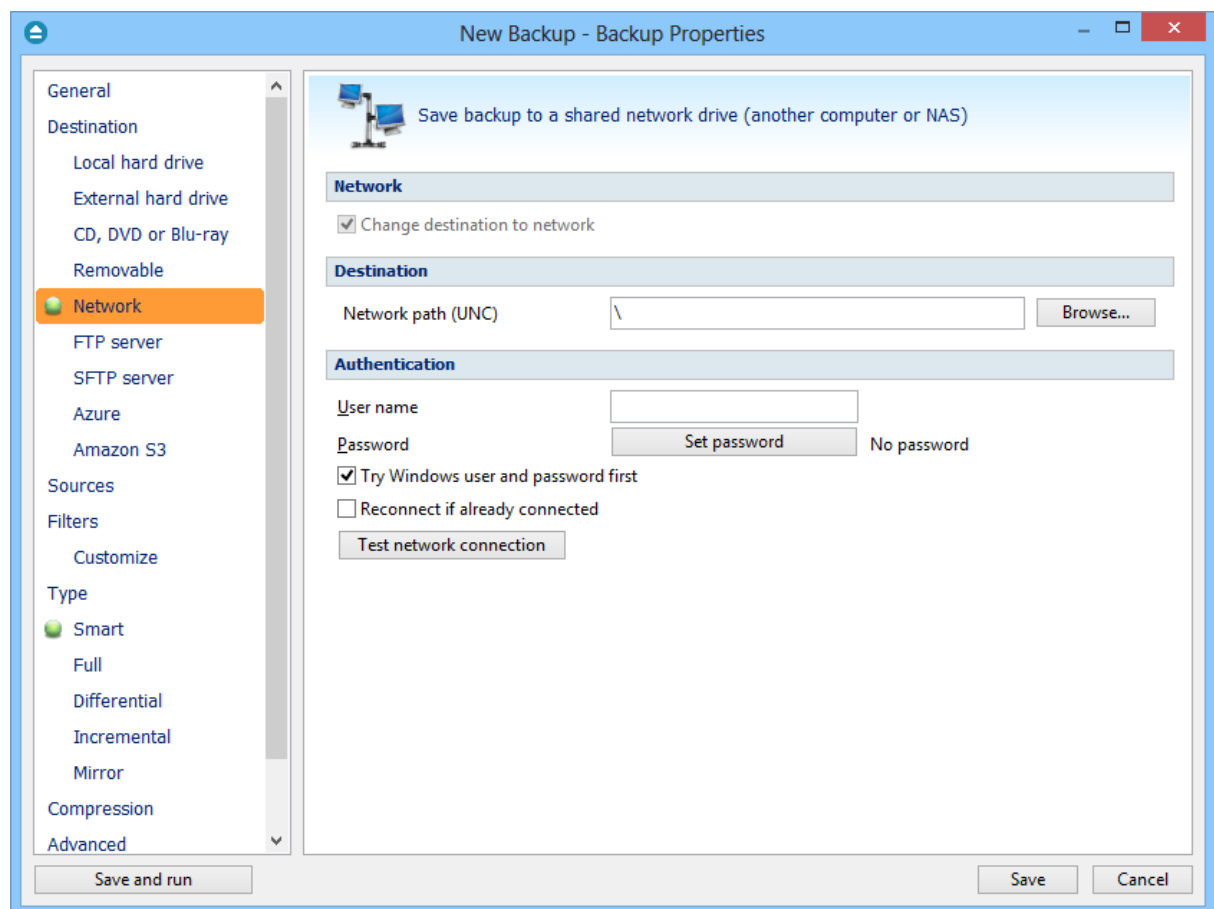 New Backup - Backup Properties
General
Destination
Local hard drive
External hard drive
CD, DVD or Blu-ray
Removable
Network
FTP server
SFTP server
Azure
Amazon S3
Sources
Filters
Customize
Type
Smart
Full
Differential
Incremental
Mirror
Compression
Advanced
Save backup to a shared network drive (another computer or NAS)
Network
Change destination to network
Destination
Network path (UNC) \ Browse...
Authentication
User name
Password Set password No password
Try Windows user and password first
Reconnect if already connected
Test network connection
Save and run Save Cancel